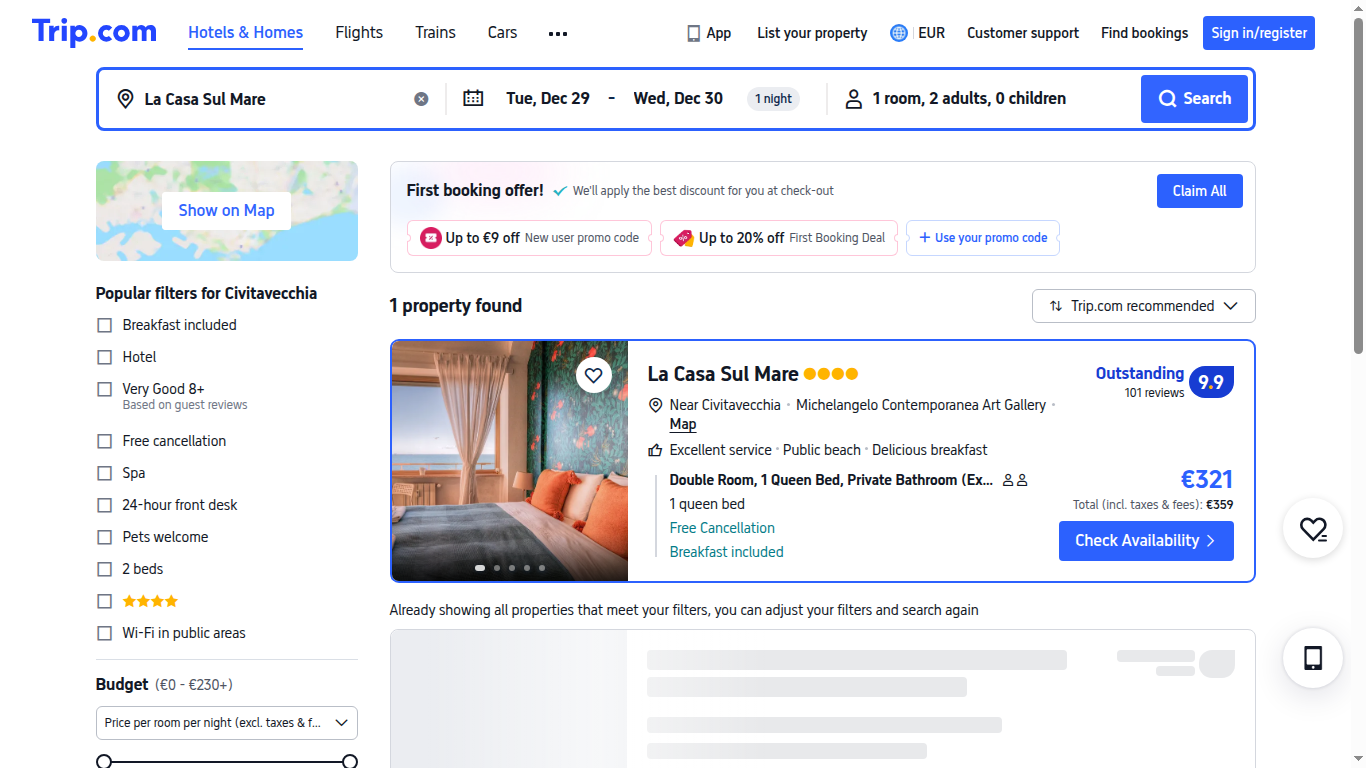 Trip.com
Hotels & Homes
Flights
Trains
Cars
App
List your property
EUR
Customer support
Find bookings
Sign in/register
La Casa Sul Mare
Tue, Dec 29 - Wed, Dec 30
1 night
1 room, 2 adults, 0 children
Search
Show on Map
First booking offer!
We'll apply the best discount for you at check-out
Claim All
Up to €9 off New user promo code
Up to 20% off First Booking Deal
+ Use your promo code
Popular filters for Civitavecchia
Breakfast included
Hotel
Very Good 8+
Based on guest reviews
Free cancellation
Spa
24-hour front desk
Pets welcome
2 beds
Wi-Fi in public areas
Budget (€0 - €230+)
Price per room per night (excl. taxes & f...
1 property found
Trip.com recommended
La Casa Sul Mare
Outstanding
101 reviews
9.9
Near Civitavecchia · Michelangelo Contemporanea Art Gallery ·
Map
Excellent service · Public beach · Delicious breakfast
Double Room, 1 Queen Bed, Private Bathroom (Ex...
1 queen bed
Free Cancellation
Breakfast included
€321
Total (incl. taxes & fees): €359
Check Availability
Already showing all properties that meet your filters, you can adjust your filters and search again